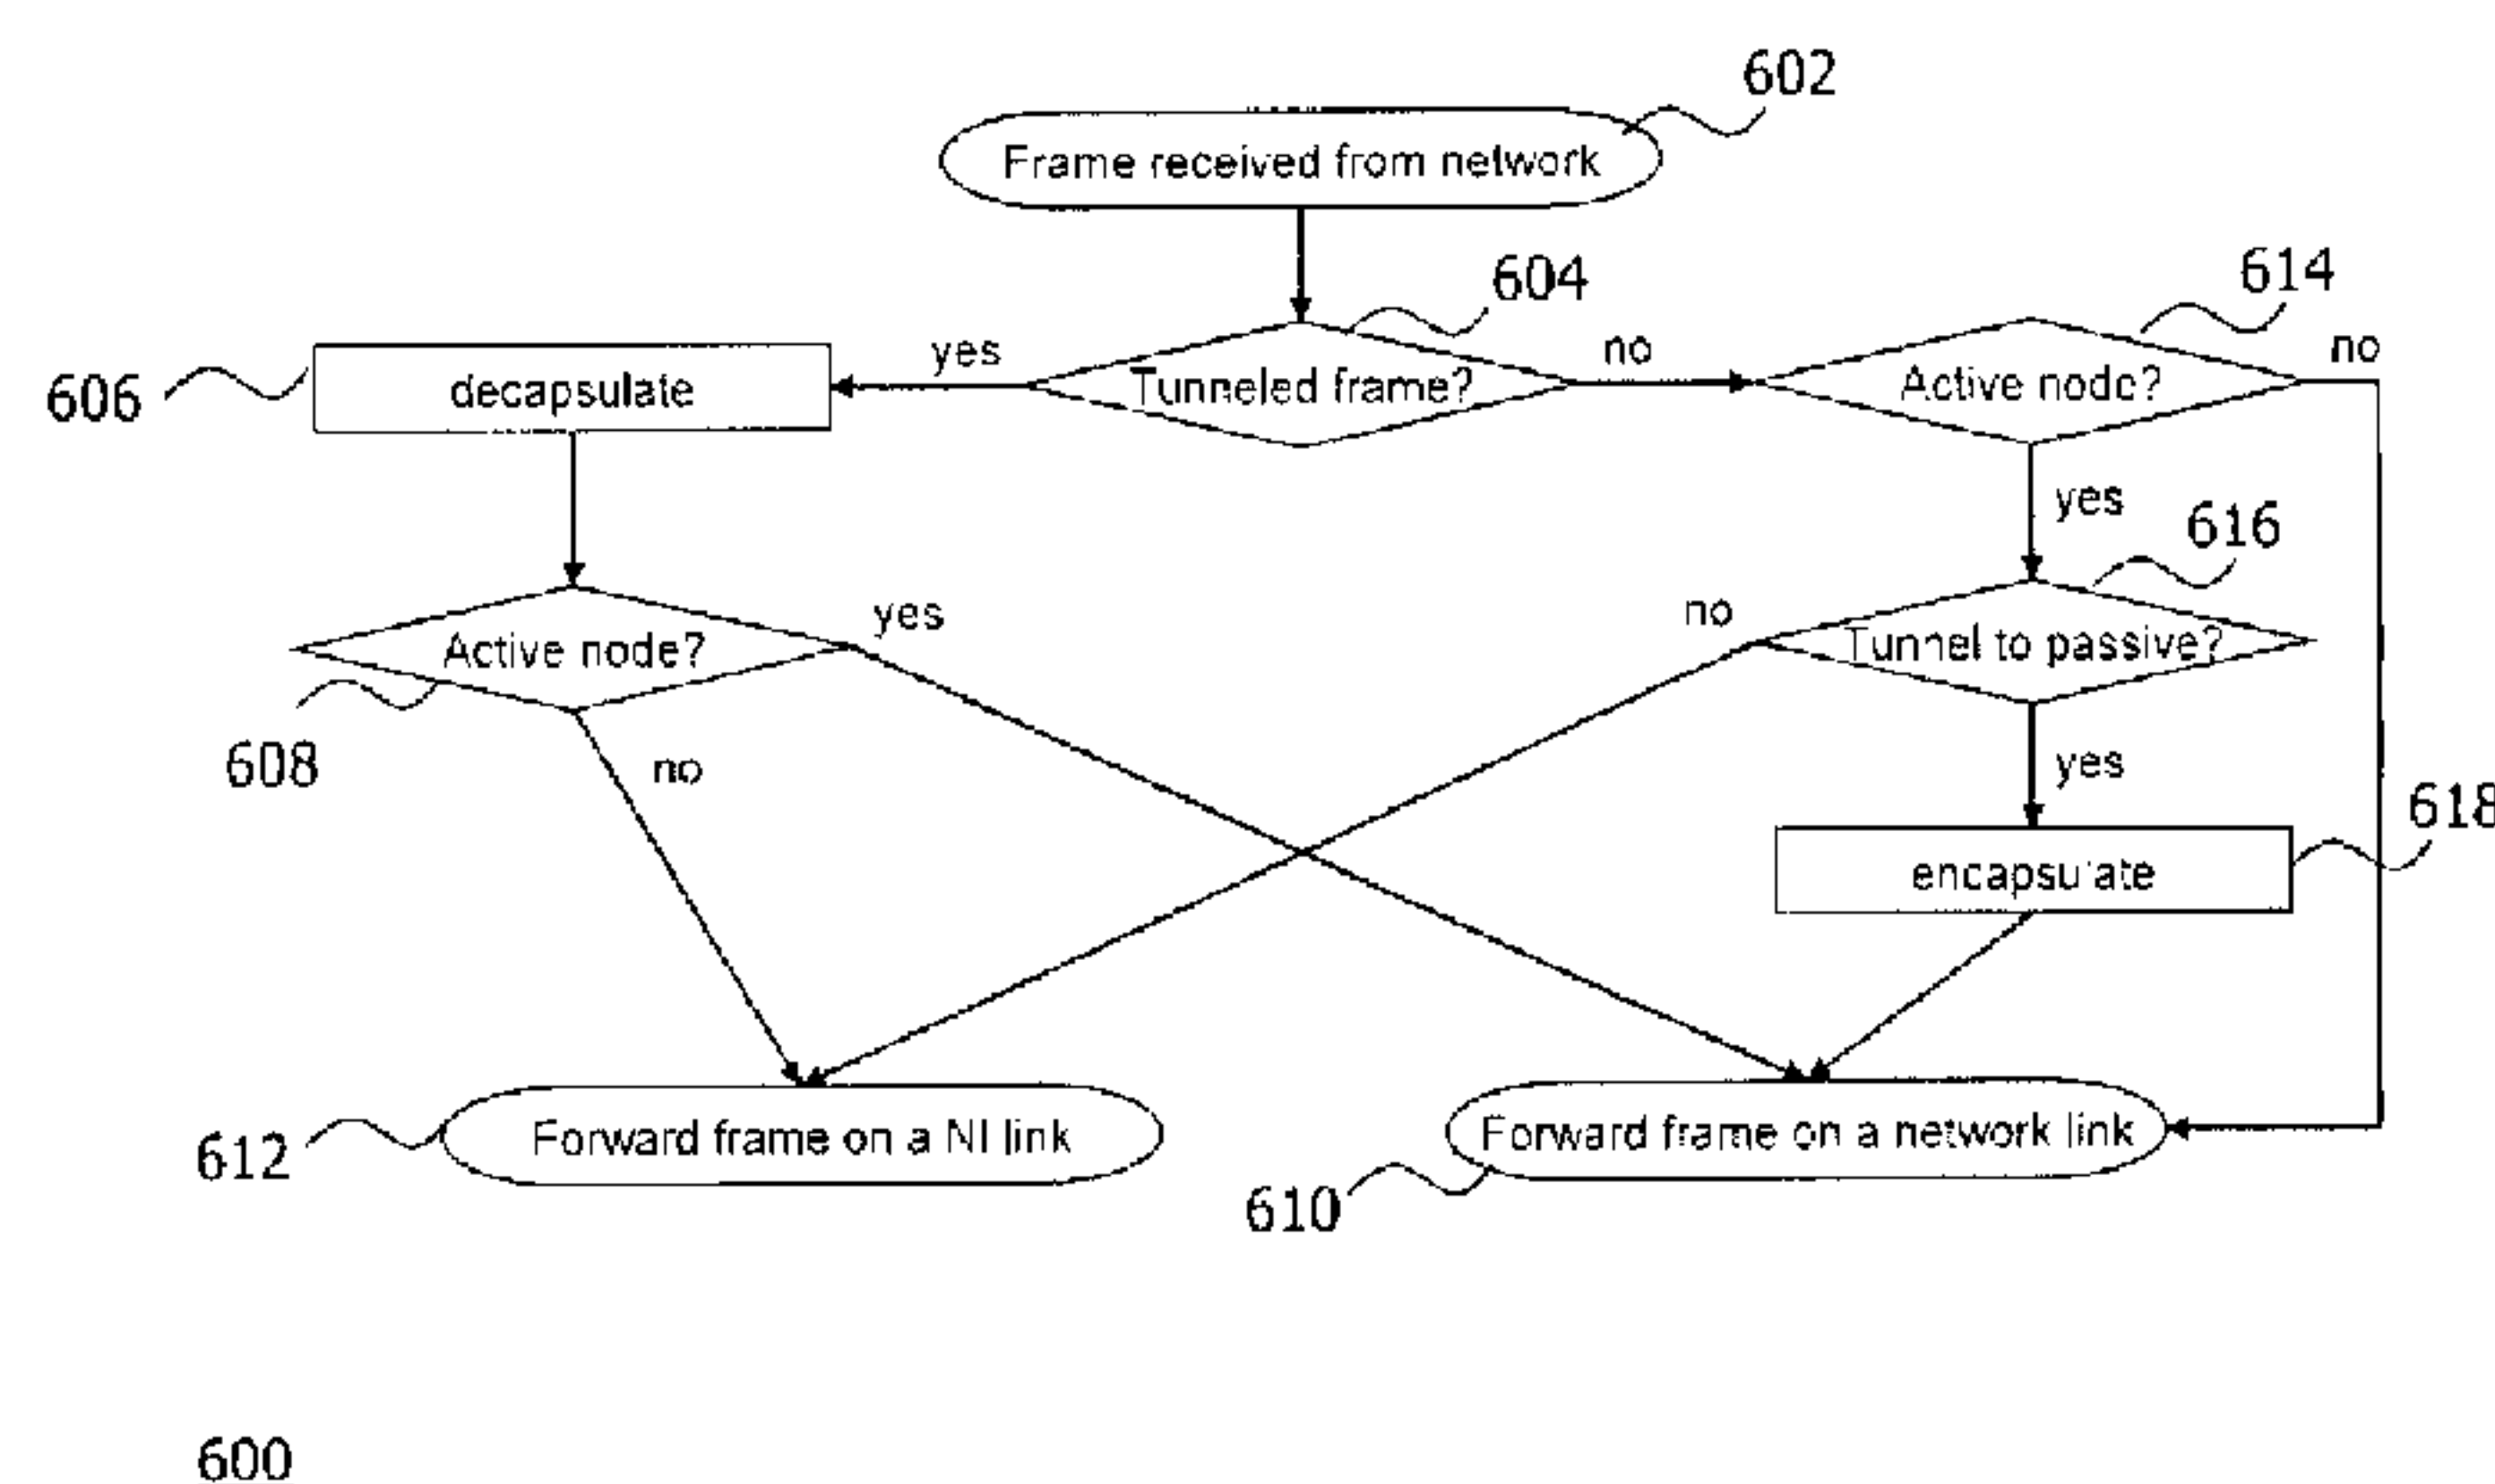 602
Frame received from network
604
614
yes
no
no
606
decapsulate
Tunneled frame?
Active node?
yes
616
yes
no
Active node?
Tunnel to passive?
608
no
yes
618
encapsulate
612
Forward frame on a NI link
Forward frame on a network link
610
600